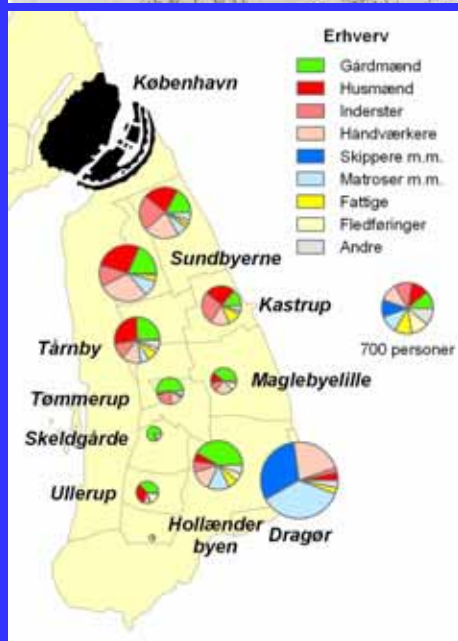 Erhverv
Gårdmænd
Husmænd
Inderster
Håndværkere
Skippere m.m.
Matroser m.m.
Fattige
Fledføringer
Andre
700 personer
København
Sundbyerne
Kastrup
Tårnby
Maglebyelille
Tømmerup
Skeldgårde
Ullerup
Hollænder
byen
Dragør